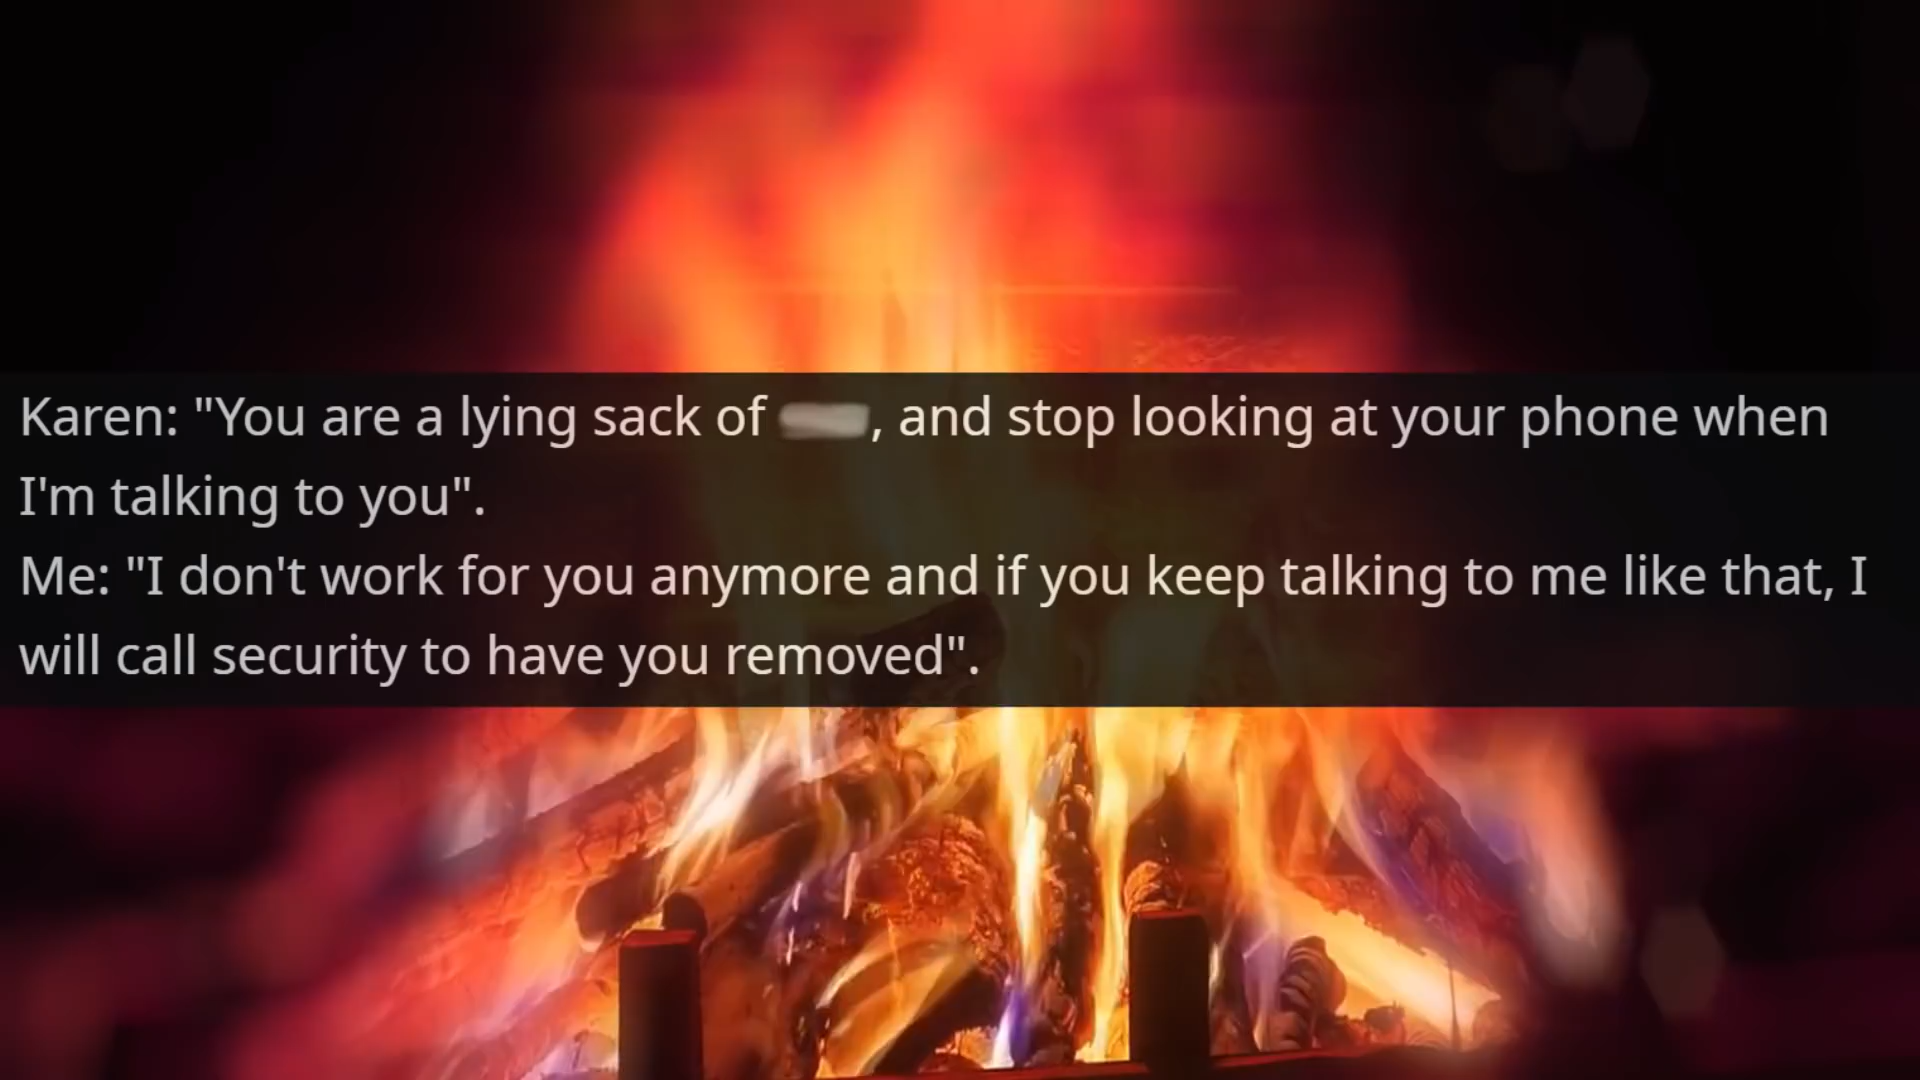 Karen: "You are a lying sack of , and stop looking at your phone when
I'm talking to you".
Me: "I don't work for you anymore and if you keep talking to me like that, I
will call security to have you removed".